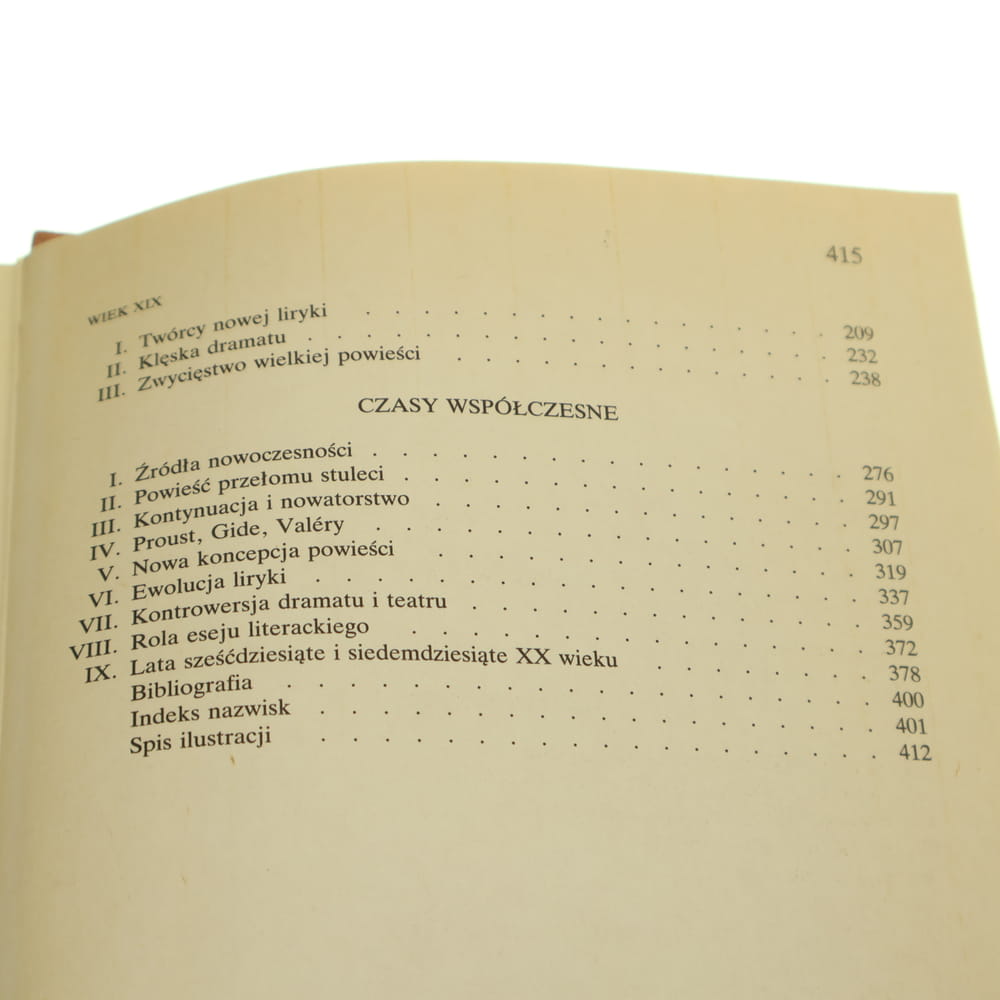 415
WIEK XIX
I. Twórcy nowej liryki . . . . . . . . . . . . . . . . 209
II. Klęska dramatu . . . . . . . . . . . . . . . . . . 232
III. Zwycięstwo wielkiej powieści . . . . . . . . . . . . . 238
CZASY WSPÓŁCZESNE
I. Źródła nowoczesności . . . . . . . . . . . . . . . . 276
II. Powieść przełomu stuleci . . . . . . . . . . . . . . . 291
III. Kontynuacja i nowatorstwo . . . . . . . . . . . . . . 297
IV. Proust, Gide, Valéry . . . . . . . . . . . . . . . . 307
V. Nowa koncepcja powieści . . . . . . . . . . . . . . 319
VI. Ewolucja liryki . . . . . . . . . . . . . . . . . . 337
VII. Kontrowersja dramatu i teatru . . . . . . . . . . . . . 359
VIII. Rola eseju literackiego . . . . . . . . . . . . . . . 372
IX. Lata sześćdziesiąte i siedemdziesiąte XX wieku . . . . . . . . 378
Bibliografia . . . . . . . . . . . . . . . . . . . 400
Indeks nazwisk . . . . . . . . . . . . . . . . . . 401
Spis ilustracji . . . . . . . . . . . . . . . . . . 412